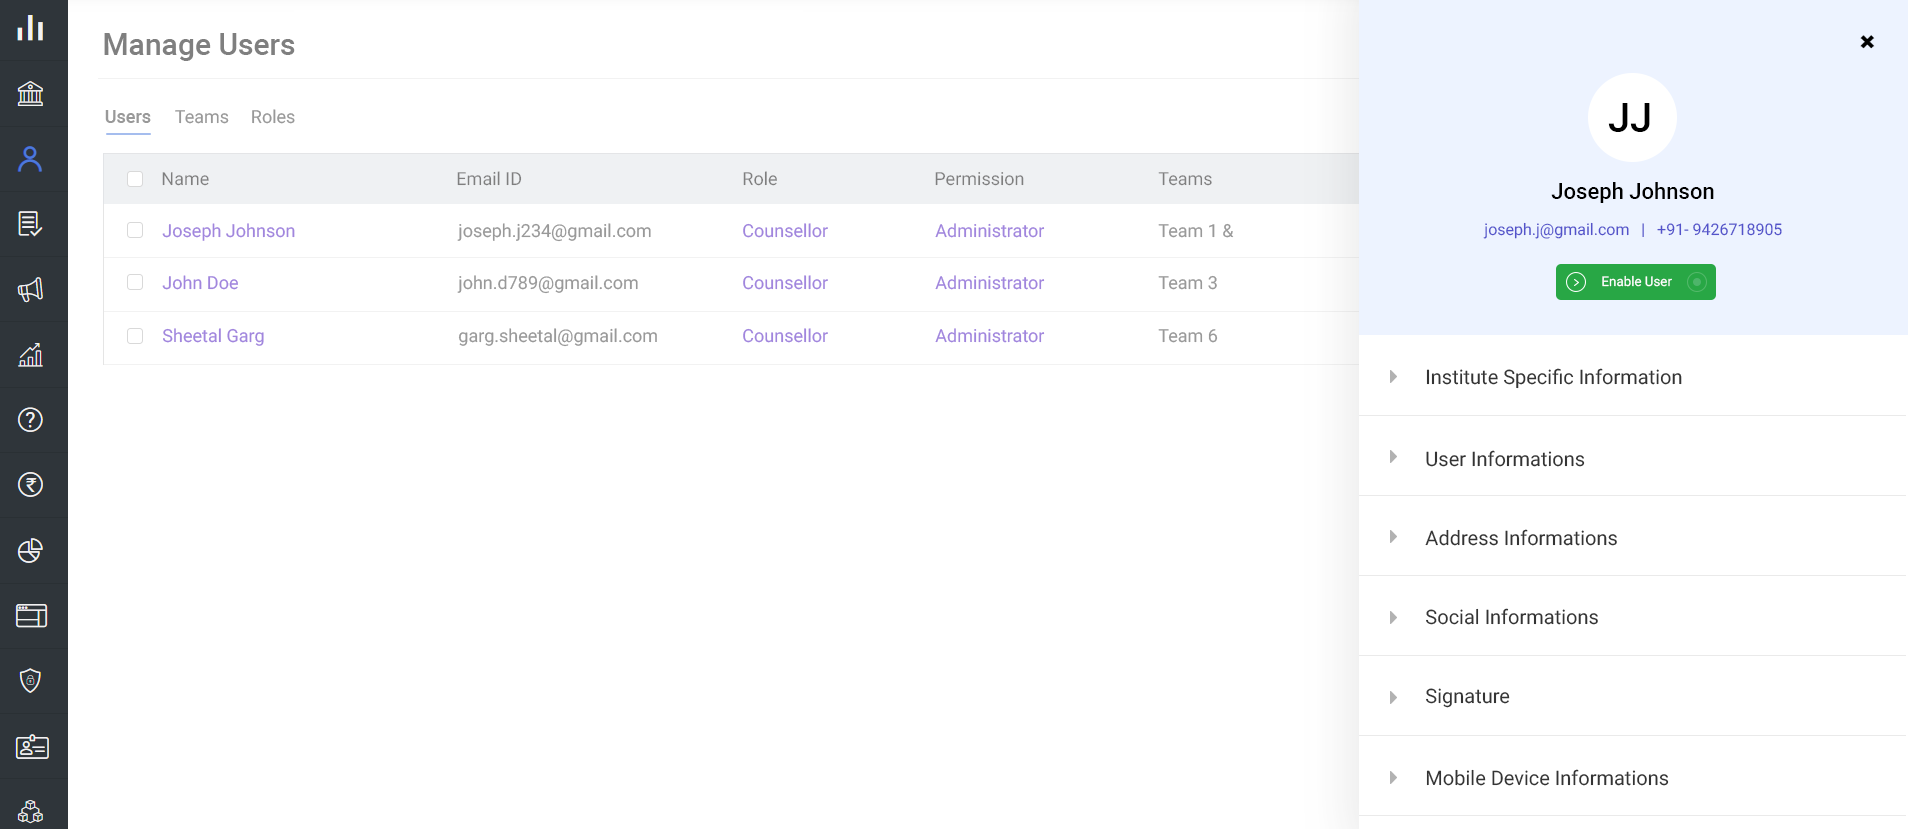 Manage Users
Users Teams Roles
Name Email ID Role Permission Teams
Joseph Johnson joseph.j234@gmail.com Counsellor Administrator Team 1 &
John Doe john.d789@gmail.com Counsellor Administrator Team 3
Sheetal Garg garg.sheetal@gmail.com Counsellor Administrator Team 6
JJ
Joseph Johnson
joseph.j@gmail.com | +91- 9426718905
Enable User
Institute Specific Information
User Informations
Address Informations
Social Informations
Signature
Mobile Device Informations